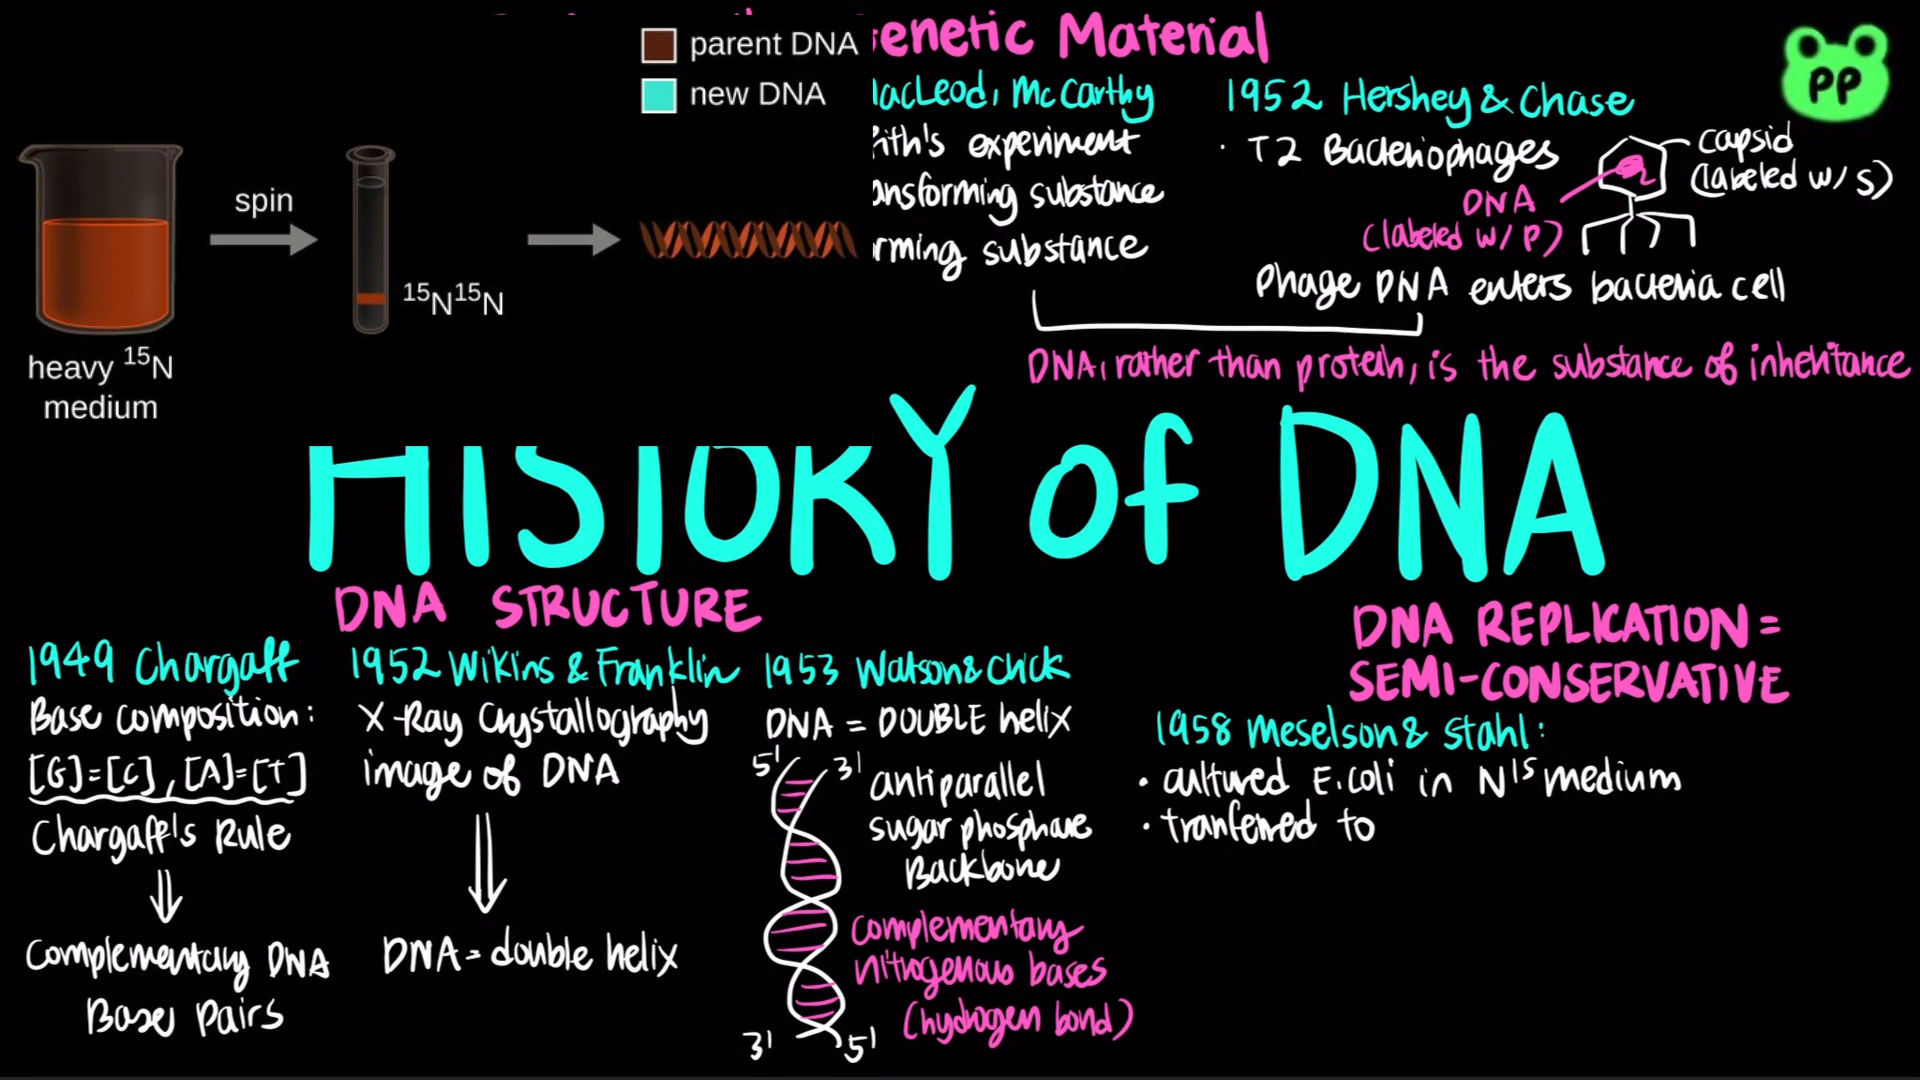 parent DNA
new DNA
spin
15N15N
heavy 15N
medium
enetic Material
acLeod, McCarthy
ith's experiment
ansforming substance
rming substance
1952 Hershey & Chase
· T2 Bacteriophages
capsid
(labeled w/ S)
DNA
(labeled w/ P)
Phage DNA enters bacteria cell
DNA, rather than protein, is the substance of inheritance
PP
HISTORY of DNA
DNA STRUCTURE
1949 Chargaff
Base composition:
[G]=[C], [A]=[T]
Chargaff's Rule
Complementary DNA
Base Pairs
1952 Wilkins & Franklin
X-Ray Crystallography
image of DNA
DNA = double helix
1953 Watson & Crick
DNA = DOUBLE helix
5' 3'
antiparallel
sugar phosphate
Backbone
complementary
nitrogenous bases
(hydrogen bond)
3' 5'
DNA REPLICATION =
SEMI-CONSERVATIVE
1958 Meselson & Stahl:
· cultured E.coli in N15 medium
· tranferred to